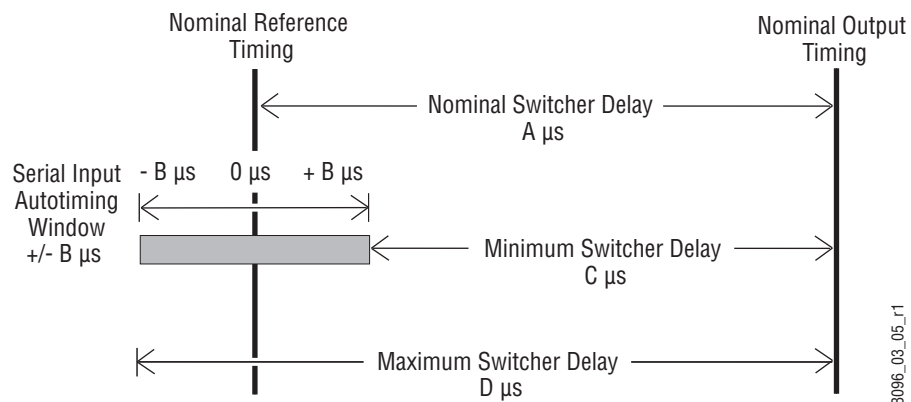 Nominal Reference
Timing
Nominal Output
Timing
Nominal Switcher Delay
A µs
Serial Input
Autotiming
Window
+/- B µs
- B µs 0 µs + B µs
Minimum Switcher Delay
C µs
Maximum Switcher Delay
D µs
8096_03_05_r1